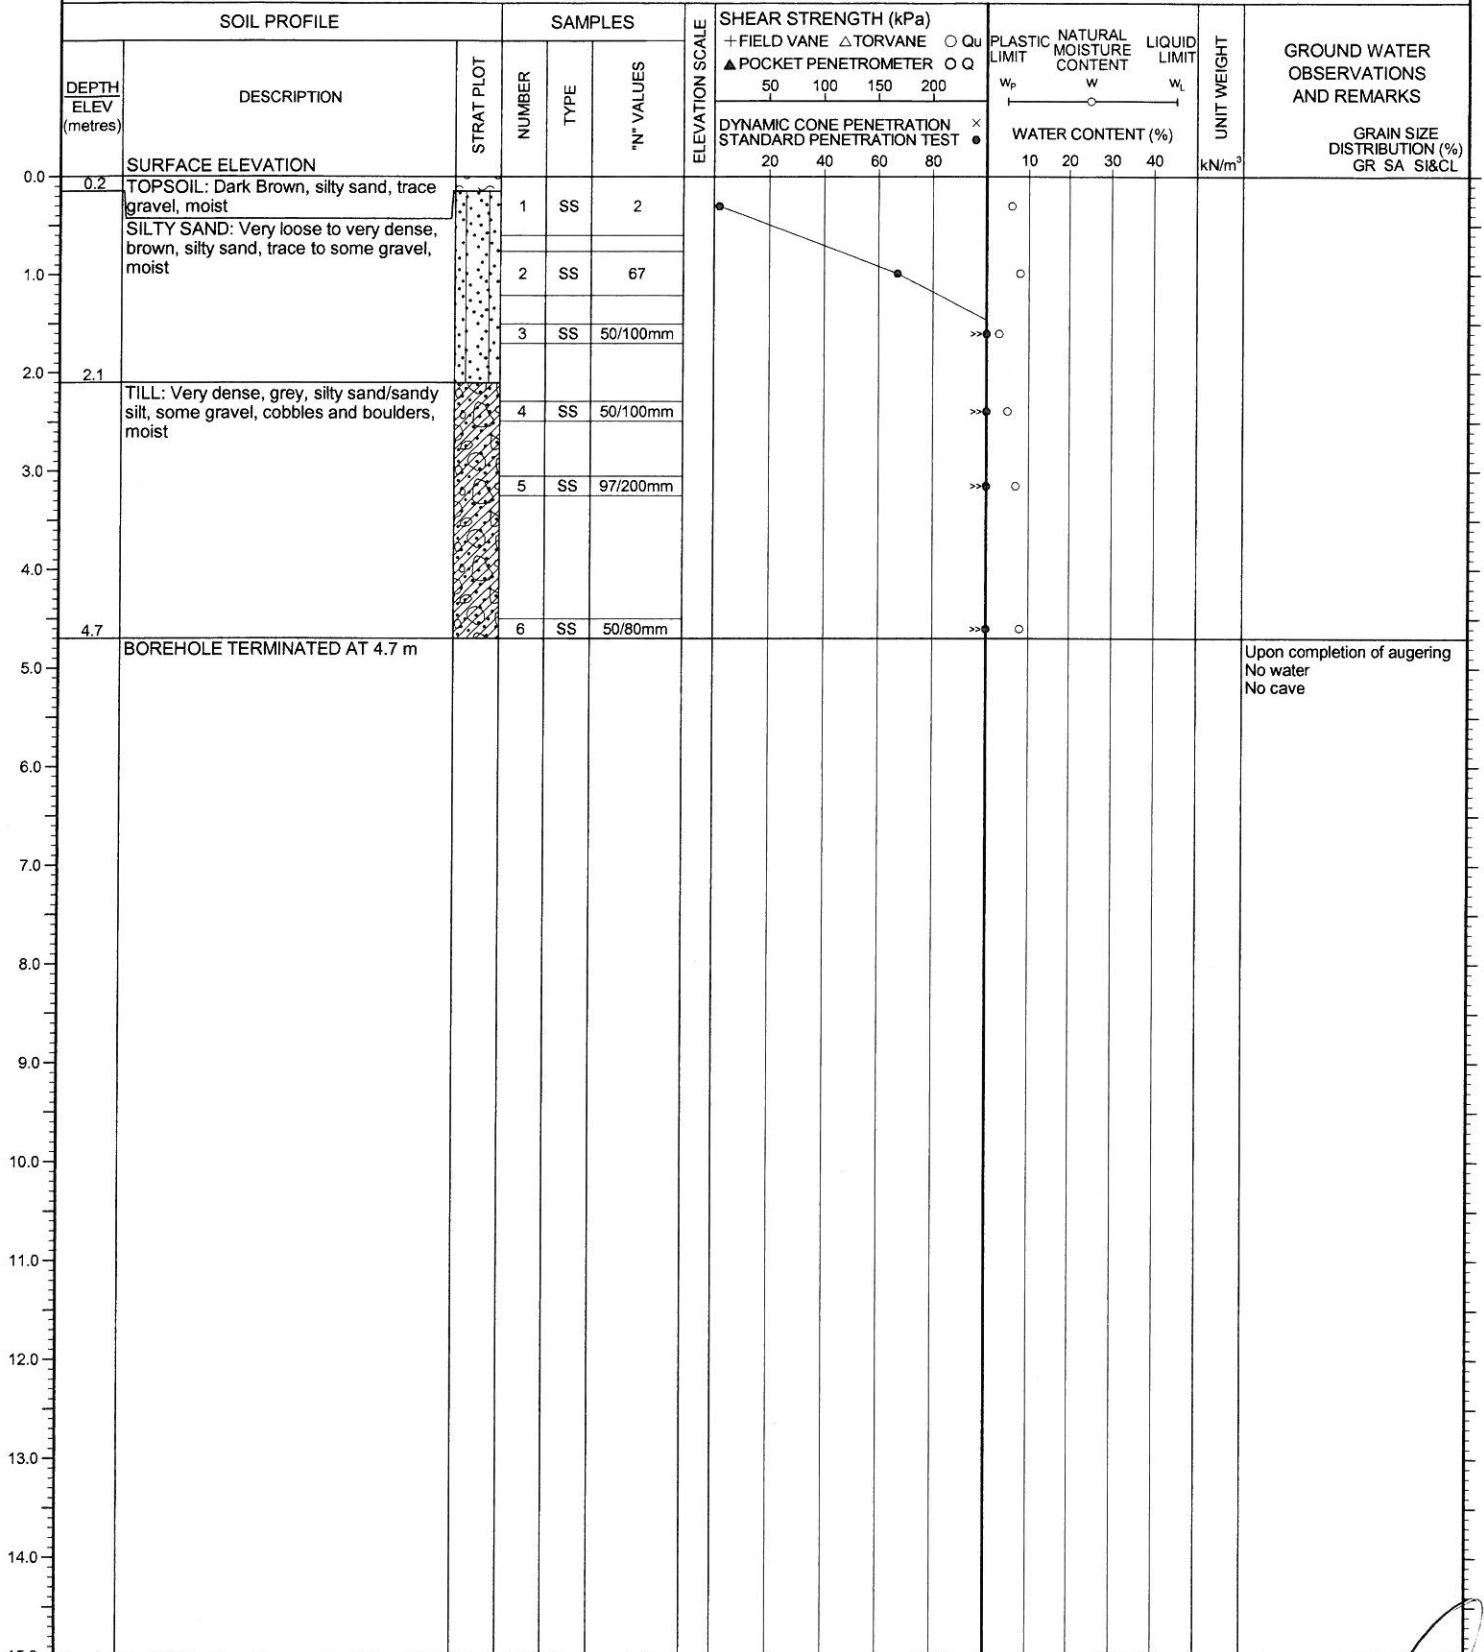 SOIL PROFILE
SAMPLES
ELEVATION SCALE
SHEAR STRENGTH (kPa)
+ FIELD VANE △ TORVANE ○ Qu
▲ POCKET PENETROMETER ○ Q
50 100 150 200
DYNAMIC CONE PENETRATION ×
STANDARD PENETRATION TEST ●
20 40 60 80
PLASTIC LIMIT
NATURAL MOISTURE CONTENT
LIQUID LIMIT
WP W WL
WATER CONTENT (%)
10 20 30 40
UNIT WEIGHT
kN/m³
GROUND WATER
OBSERVATIONS
AND REMARKS
GRAIN SIZE
DISTRIBUTION (%)
GR SA SI&CL
DEPTH
ELEV
(metres)
DESCRIPTION
STRAT PLOT
NUMBER
TYPE
"N" VALUES
SURFACE ELEVATION
0.0
0.2 TOPSOIL: Dark Brown, silty sand, trace
gravel, moist
1 SS 2
SILTY SAND: Very loose to very dense,
brown, silty sand, trace to some gravel,
moist
1.0
2 SS 67
3 SS 50/100mm >>
2.0
2.1
TILL: Very dense, grey, silty sand/sandy
silt, some gravel, cobbles and boulders,
moist
4 SS 50/100mm >>
3.0
5 SS 97/200mm >>
4.0
4.7
6 SS 50/80mm >>
BOREHOLE TERMINATED AT 4.7 m
Upon completion of augering
No water
No cave
5.0
6.0
7.0
8.0
9.0
10.0
11.0
12.0
13.0
14.0